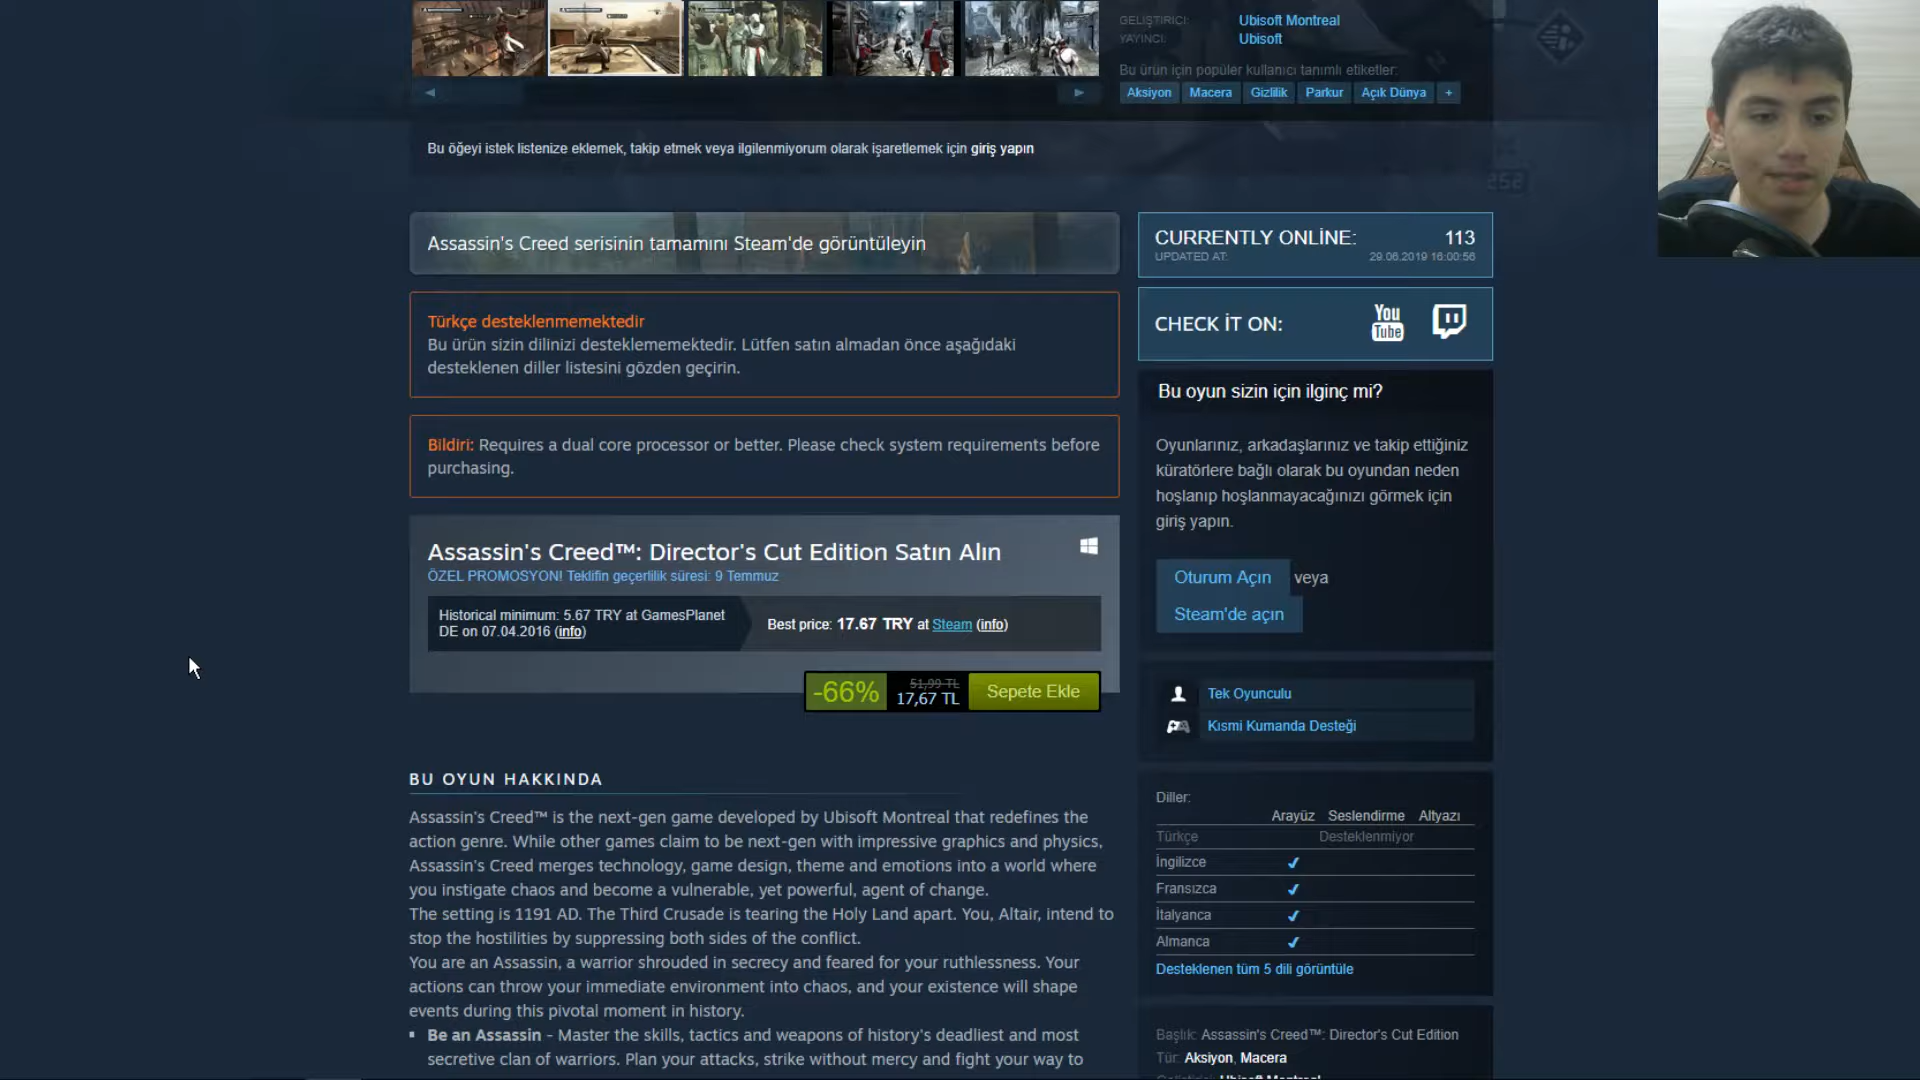 GELİŞTİRİCİ: Ubisoft Montreal
YAYINCI: Ubisoft
Bu ürün için popüler kullanıcı tanımlı etiketler:
Aksiyon Macera Gizlilik Parkur Açık Dünya +
Bu öğeyi istek listenize eklemek, takip etmek veya ilgilenmiyorum olarak işaretlemek için giriş yapın
Assassin's Creed serisinin tamamını Steam'de görüntüleyin
Türkçe desteklenmemektedir
Bu ürün sizin dilinizi desteklememektedir. Lütfen satın almadan önce aşağıdaki
desteklenen diller listesini gözden geçirin.
Bildiri: Requires a dual core processor or better. Please check system requirements before
purchasing.
Assassin's Creed™: Director's Cut Edition Satın Alın
ÖZEL PROMOSYON! Teklifin geçerlilik süresi: 9 Temmuz
Historical minimum: 5.67 TRY at GamesPlanet
DE on 07.04.2016 (info)
Best price: 17.67 TRY at Steam (info)
-66%
51,99 TL
17,67 TL
Sepete Ekle
BU OYUN HAKKINDA
Assassin's Creed™ is the next-gen game developed by Ubisoft Montreal that redefines the
action genre. While other games claim to be next-gen with impressive graphics and physics,
Assassin's Creed merges technology, game design, theme and emotions into a world where
you instigate chaos and become a vulnerable, yet powerful, agent of change.
The setting is 1191 AD. The Third Crusade is tearing the Holy Land apart. You, Altair, intend to
stop the hostilities by suppressing both sides of the conflict.
You are an Assassin, a warrior shrouded in secrecy and feared for your ruthlessness. Your
actions can throw your immediate environment into chaos, and your existence will shape
events during this pivotal moment in history.
▪ Be an Assassin - Master the skills, tactics and weapons of history's deadliest and most
secretive clan of warriors. Plan your attacks, strike without mercy and fight your way to
CURRENTLY ONLİNE: 113
UPDATED AT: 29.06.2019 16:00:56
CHECK İT ON: You Tube
Bu oyun sizin için ilginç mi?
Oyunlarınız, arkadaşlarınız ve takip ettiğiniz
küratörlere bağlı olarak bu oyundan neden
hoşlanıp hoşlanmayacağınızı görmek için
giriş yapın.
Oturum Açın veya
Steam'de açın
Tek Oyunculu
Kısmi Kumanda Desteği
Diller:
Arayüz Seslendirme Altyazı
Türkçe Desteklenmiyor
İngilizce ✔
Fransızca ✔
İtalyanca ✔
Almanca ✔
Desteklenen tüm 5 dili görüntüle
Başlık: Assassin's Creed™: Director's Cut Edition
Tür: Aksiyon, Macera